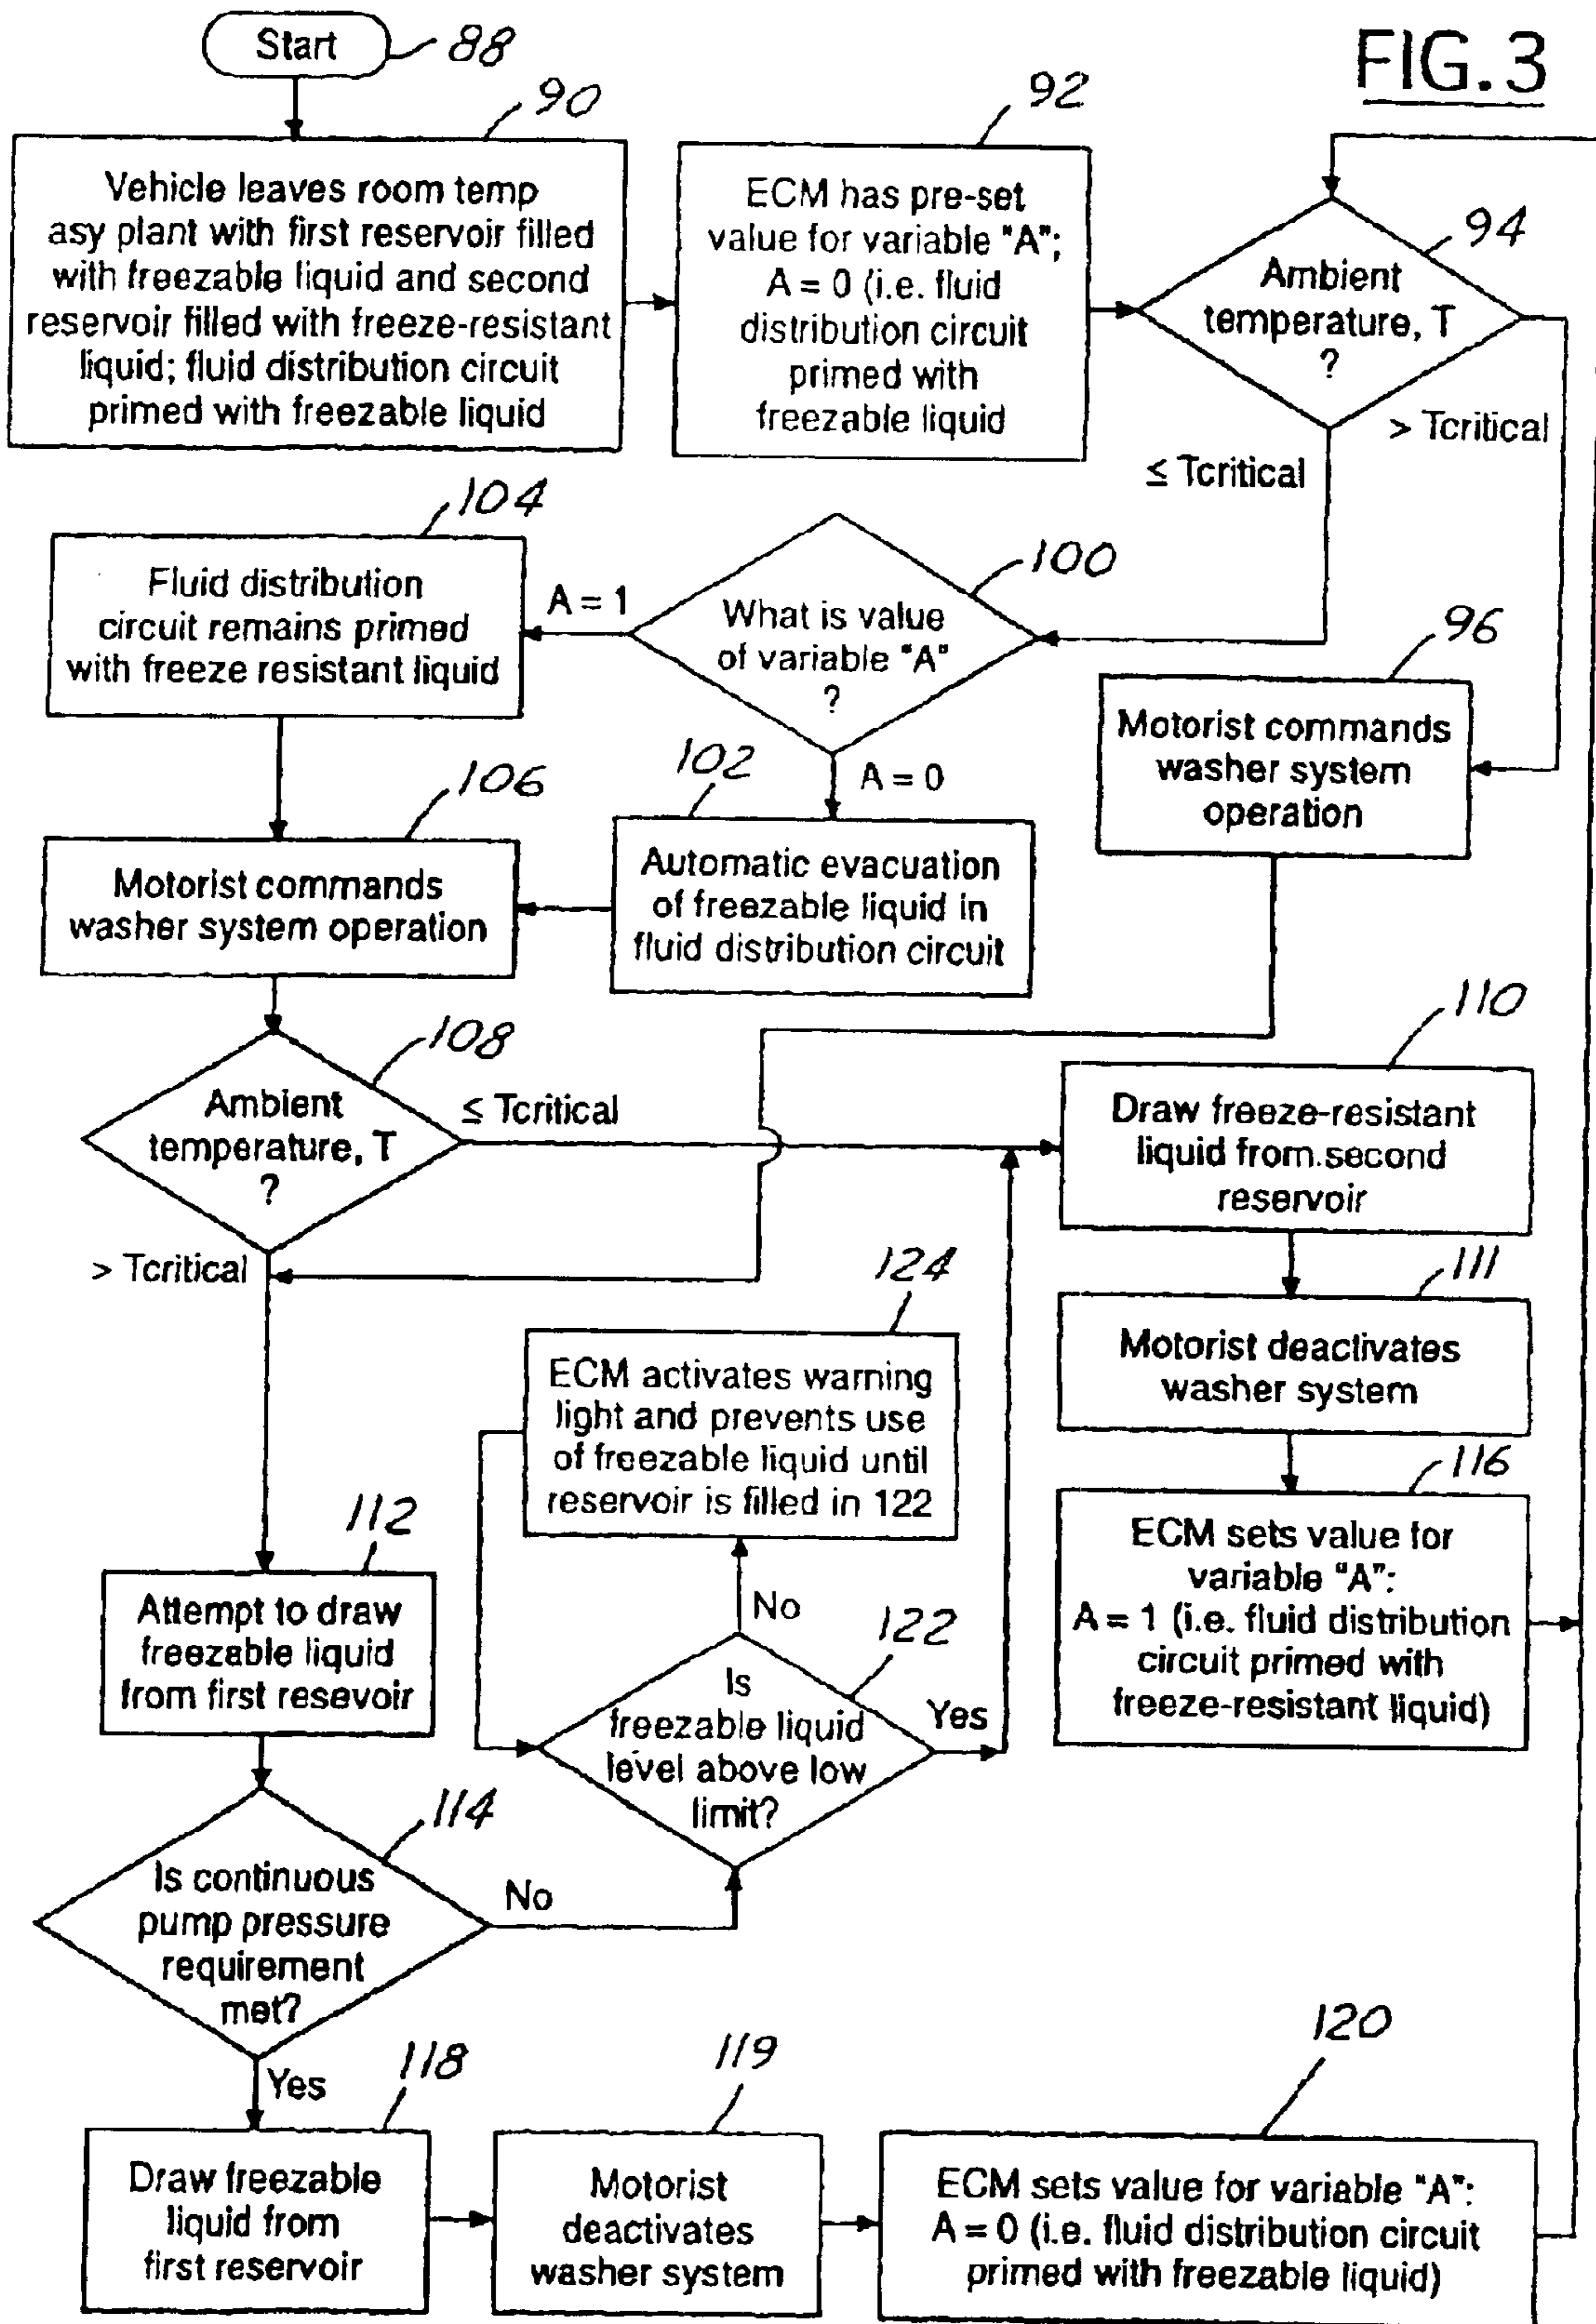 FIG. 3
Start
88
90
Vehicle leaves room temp
asy plant with first reservoir filled
with freezable liquid and second
reservoir filled with freeze-resistant
liquid; fluid distribution circuit
primed with freezable liquid
92
ECM has pre-set
value for variable "A";
A = 0 (i.e. fluid
distribution circuit
primed with
freezable liquid
94
Ambient
temperature, T
?
> Tcritical
≤ Tcritical
104
Fluid distribution
circuit remains primed
with freeze resistant liquid
A = 1
100
What is value
of variable "A"
?
A = 0
96
Motorist commands
washer system
operation
106
Motorist commands
washer system operation
102
Automatic evacuation
of freezable liquid in
fluid distribution circuit
108
Ambient
temperature, T
?
≤ Tcritical
> Tcritical
110
Draw freeze-resistant
liquid from.second
reservoir
111
Motorist deactivates
washer system
124
ECM activates warning
light and prevents use
of freezable liquid until
reservoir is filled in 122
116
ECM sets value for
variable "A":
A = 1 (i.e. fluid distribution
circuit primed with
freeze-resistant liquid)
112
Attempt to draw
freezable liquid
from first resevoir
No
122
Is
freezable liquid
level above low
limit?
Yes
114
Is continuous
pump pressure
requirement
met?
No
Yes
118
Draw freezable
liquid from
first reservoir
119
Motorist
deactivates
washer system
120
ECM sets value for variable "A":
A = 0 (i.e. fluid distribution circuit
primed with freezable liquid)